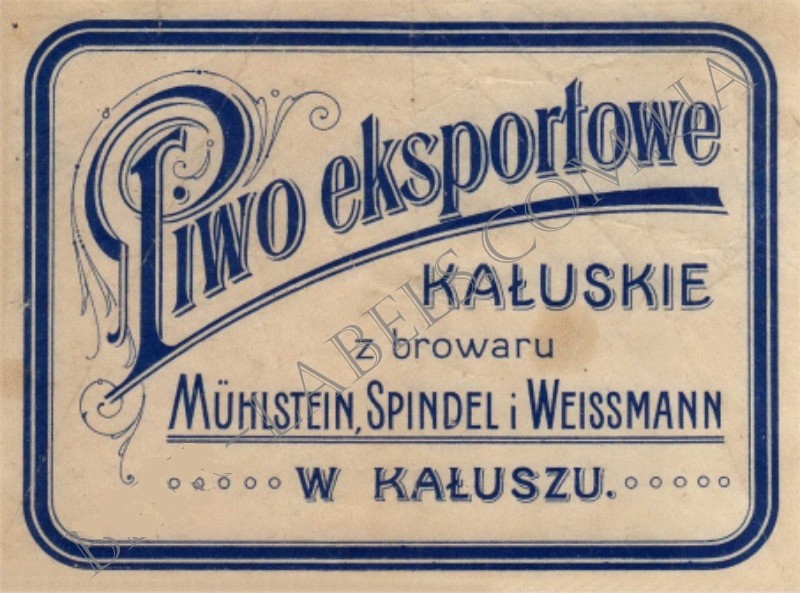 Piwo eksportowe
KAŁUSKIE
z browaru
MÜHLSTEIN, SPINDEL i WEISSMANN
W KAŁUSZU.